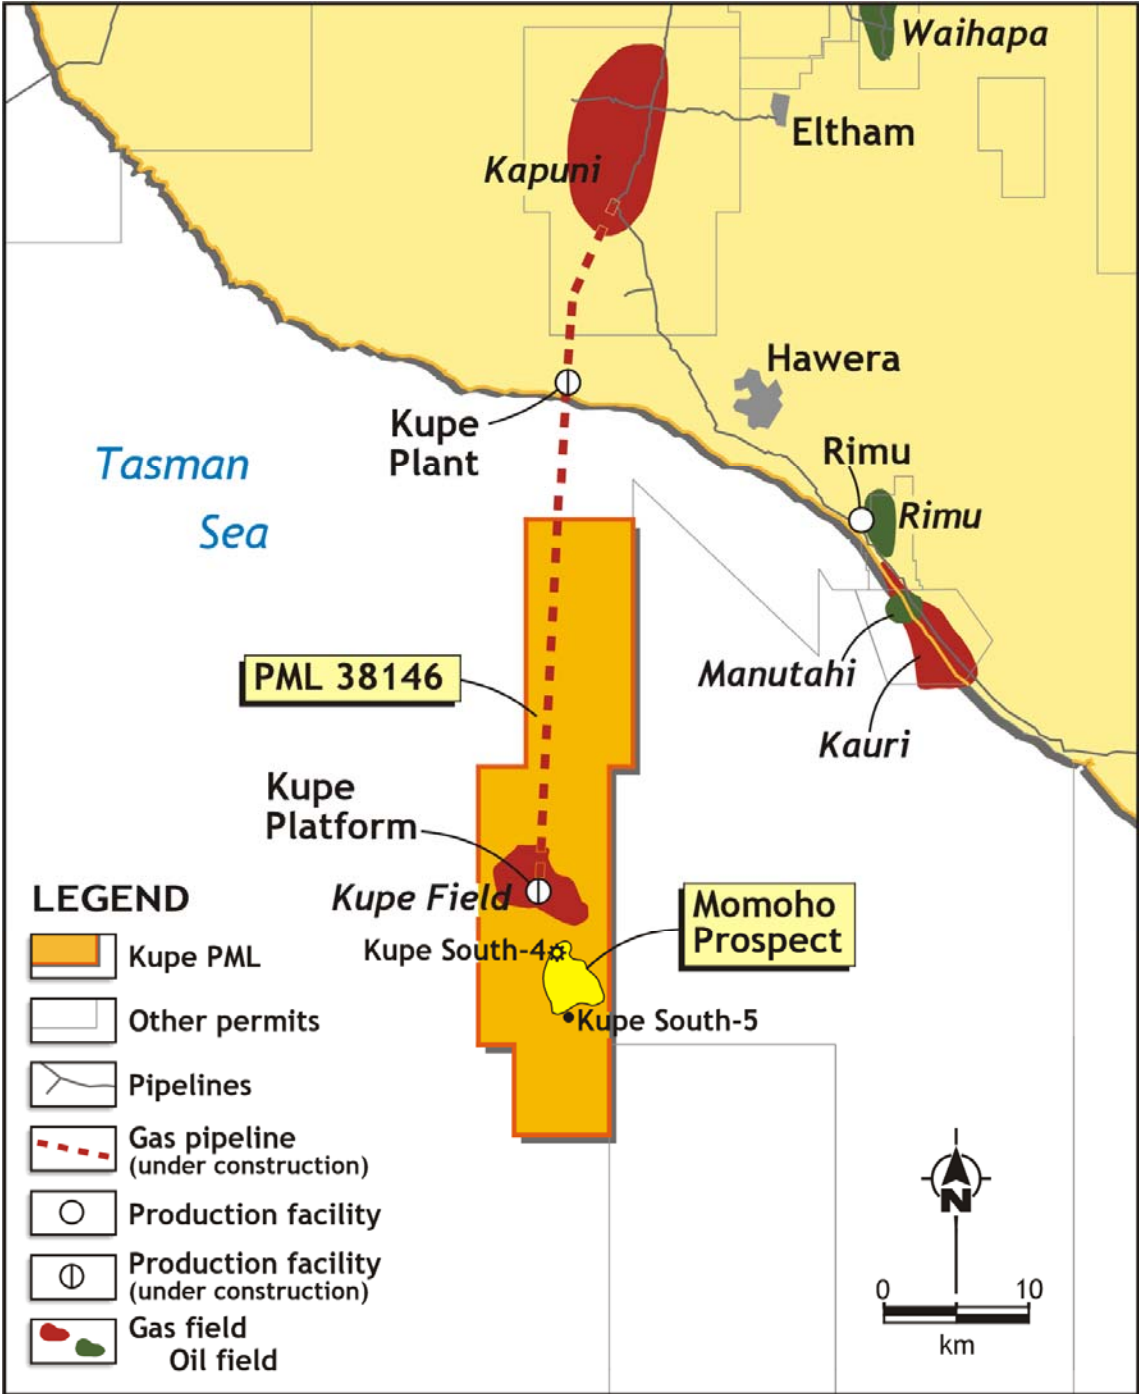 Waihapa
Eltham
Kapuni
Hawera
Kupe
Plant
Rimu
Tasman
Sea
Rimu
PML 38146
Manutahi
Kauri
Kupe
Platform
LEGEND
Kupe Field
Momoho
Prospect
Kupe South-4
Kupe PML
Kupe South-5
Other permits
Pipelines
Gas pipeline
(under construction)
Production facility
Production facility
(under construction)
Gas field
Oil field
N
0 10
km